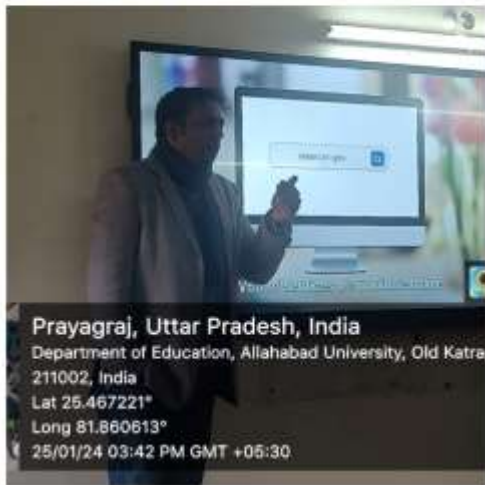 Prayagraj, Uttar Pradesh, India
Department of Education, Allahabad University, Old Katra
211002, India
Lat 25.467221°
Long 81.860613°
25/01/24 03:42 PM GMT +05:30